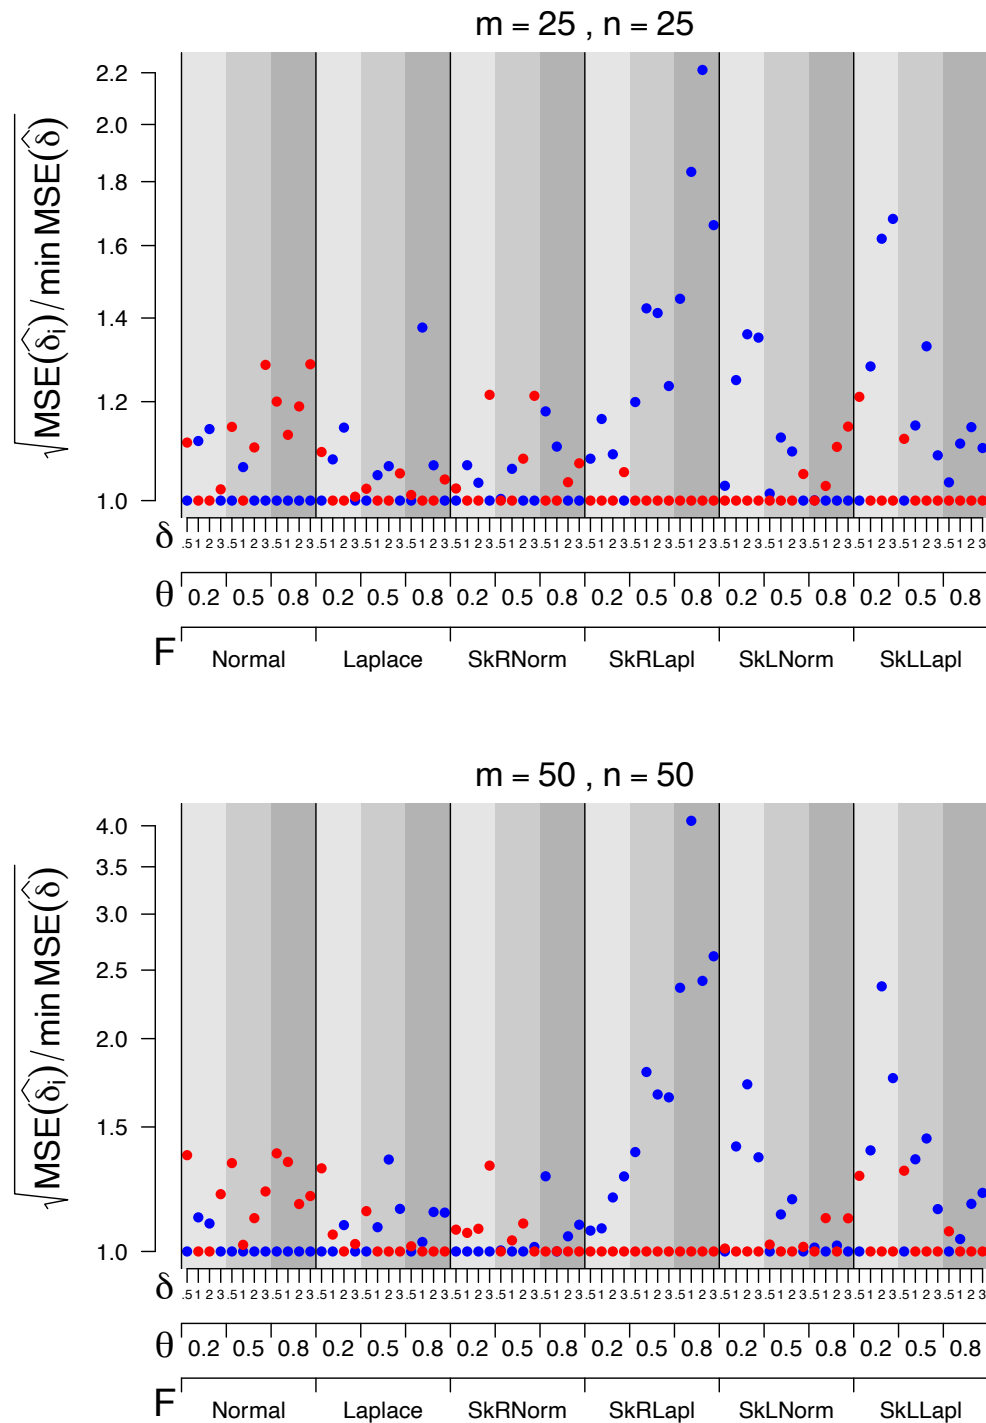 m = 25 , n = 25
√MSE(δ̂ᵢ) / min MSE(δ̂)
2.2
2.0
1.8
1.6
1.4
1.2
1.0
δ .5 1 2 3 .5 1 2 3 .5 1 2 3 .5 1 2 3 .5 1 2 3 .5 1 2 3 .5 1 2 3 .5 1 2 3 .5 1 2 3 .5 1 2 3 .5 1 2 3 .5 1 2 3 .5 1 2 3 .5 1 2 3 .5 1 2 3 .5 1 2 3 .5 1 2 3 .5 1 2 3
θ 0.2 0.5 0.8 0.2 0.5 0.8 0.2 0.5 0.8 0.2 0.5 0.8 0.2 0.5 0.8 0.2 0.5 0.8
F Normal Laplace SkRNorm SkRLapl SkLNorm SkLLapl
m = 50 , n = 50
√MSE(δ̂ᵢ) / min MSE(δ̂)
4.0
3.5
3.0
2.5
2.0
1.5
1.0
δ .5 1 2 3 .5 1 2 3 .5 1 2 3 .5 1 2 3 .5 1 2 3 .5 1 2 3 .5 1 2 3 .5 1 2 3 .5 1 2 3 .5 1 2 3 .5 1 2 3 .5 1 2 3 .5 1 2 3 .5 1 2 3 .5 1 2 3 .5 1 2 3 .5 1 2 3 .5 1 2 3
θ 0.2 0.5 0.8 0.2 0.5 0.8 0.2 0.5 0.8 0.2 0.5 0.8 0.2 0.5 0.8 0.2 0.5 0.8
F Normal Laplace SkRNorm SkRLapl SkLNorm SkLLapl